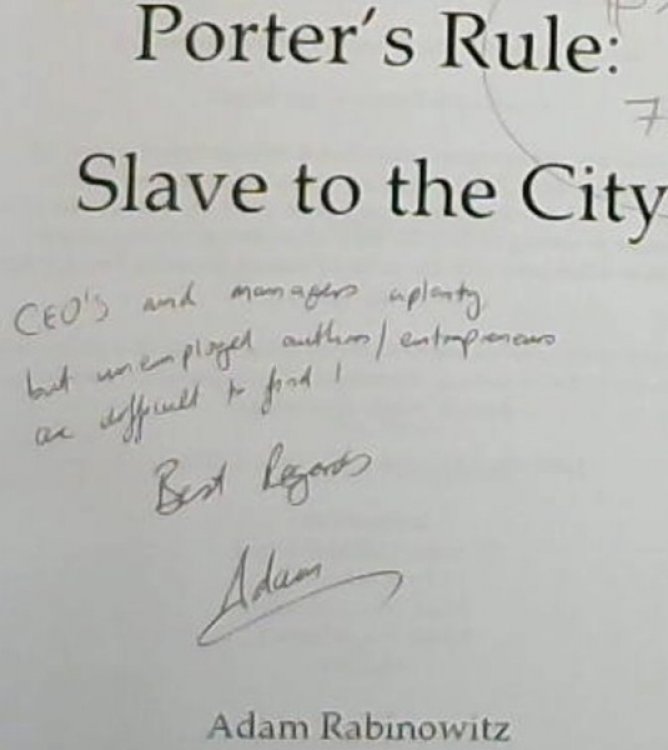 Porter's Rule:
7
Slave to the City
CEO's and managers aplenty
but unemployed authors/entrepreneurs
are difficult to find!
Best Regards
Adam
Adam Rabinowitz